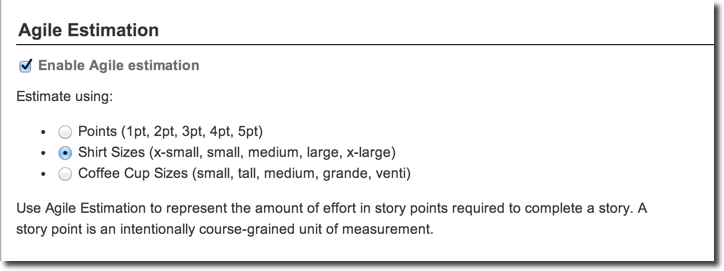 Agile Estimation
Enable Agile estimation
Estimate using:
• Points (1pt, 2pt, 3pt, 4pt, 5pt)
• Shirt Sizes (x-small, small, medium, large, x-large)
• Coffee Cup Sizes (small, tall, medium, grande, venti)
Use Agile Estimation to represent the amount of effort in story points required to complete a story. A
story point is an intentionally course-grained unit of measurement.